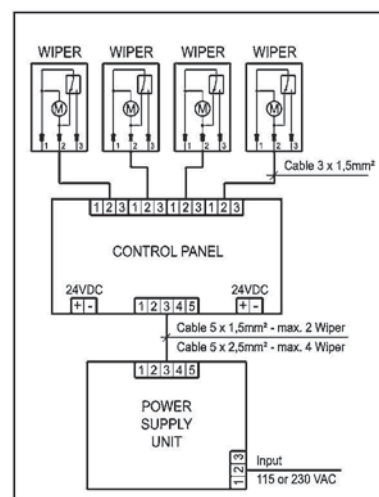 WIPER WIPER WIPER WIPER
M M M M
1 2 3 1 2 3 1 2 3 1 2 3
Cable 3 x 1,5mm²
1 2 3 1 2 3 1 2 3 1 2 3
CONTROL PANEL
24VDC 24VDC
+ - 1 2 3 4 5 + -
Cable 5 x 1,5mm² - max. 2 Wiper
Cable 5 x 2,5mm² - max. 4 Wiper
1 2 3 4 5
POWER
SUPPLY
UNIT
1 2 3
Input
115 or 230 VAC